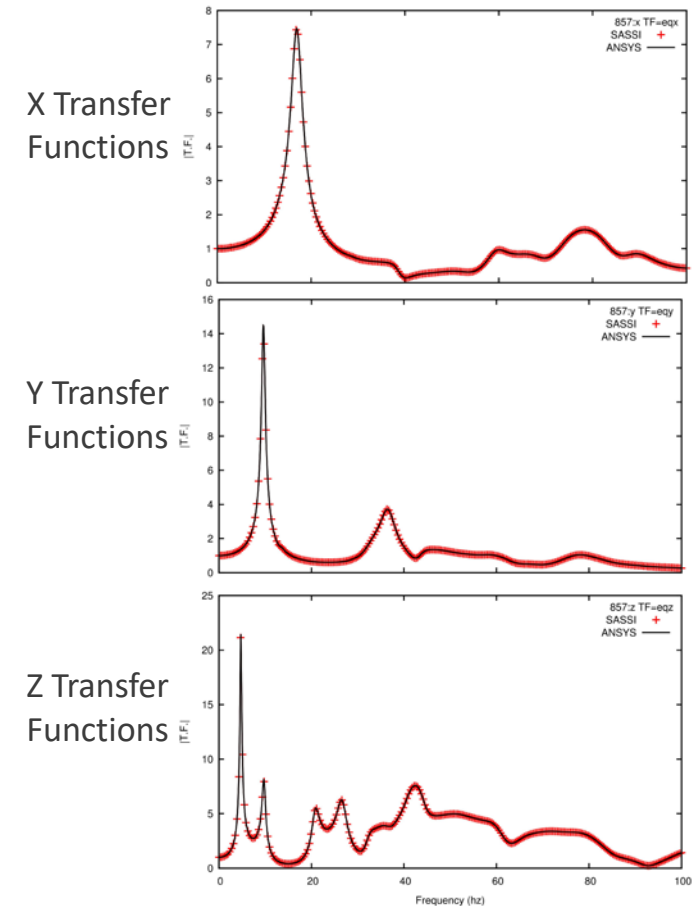 X Transfer
Functions
|T.F.|
8
7
6
5
4
3
2
1
0
857:x TF=eqx
SASSI
ANSYS
Y Transfer
Functions
|T.F.|
16
14
12
10
8
6
4
2
0
857:y TF=eqy
SASSI
ANSYS
Z Transfer
Functions
|T.F.|
25
20
15
10
5
0
857:z TF=eqz
SASSI
ANSYS
0 20 40 60 80 100
Frequency (hz)